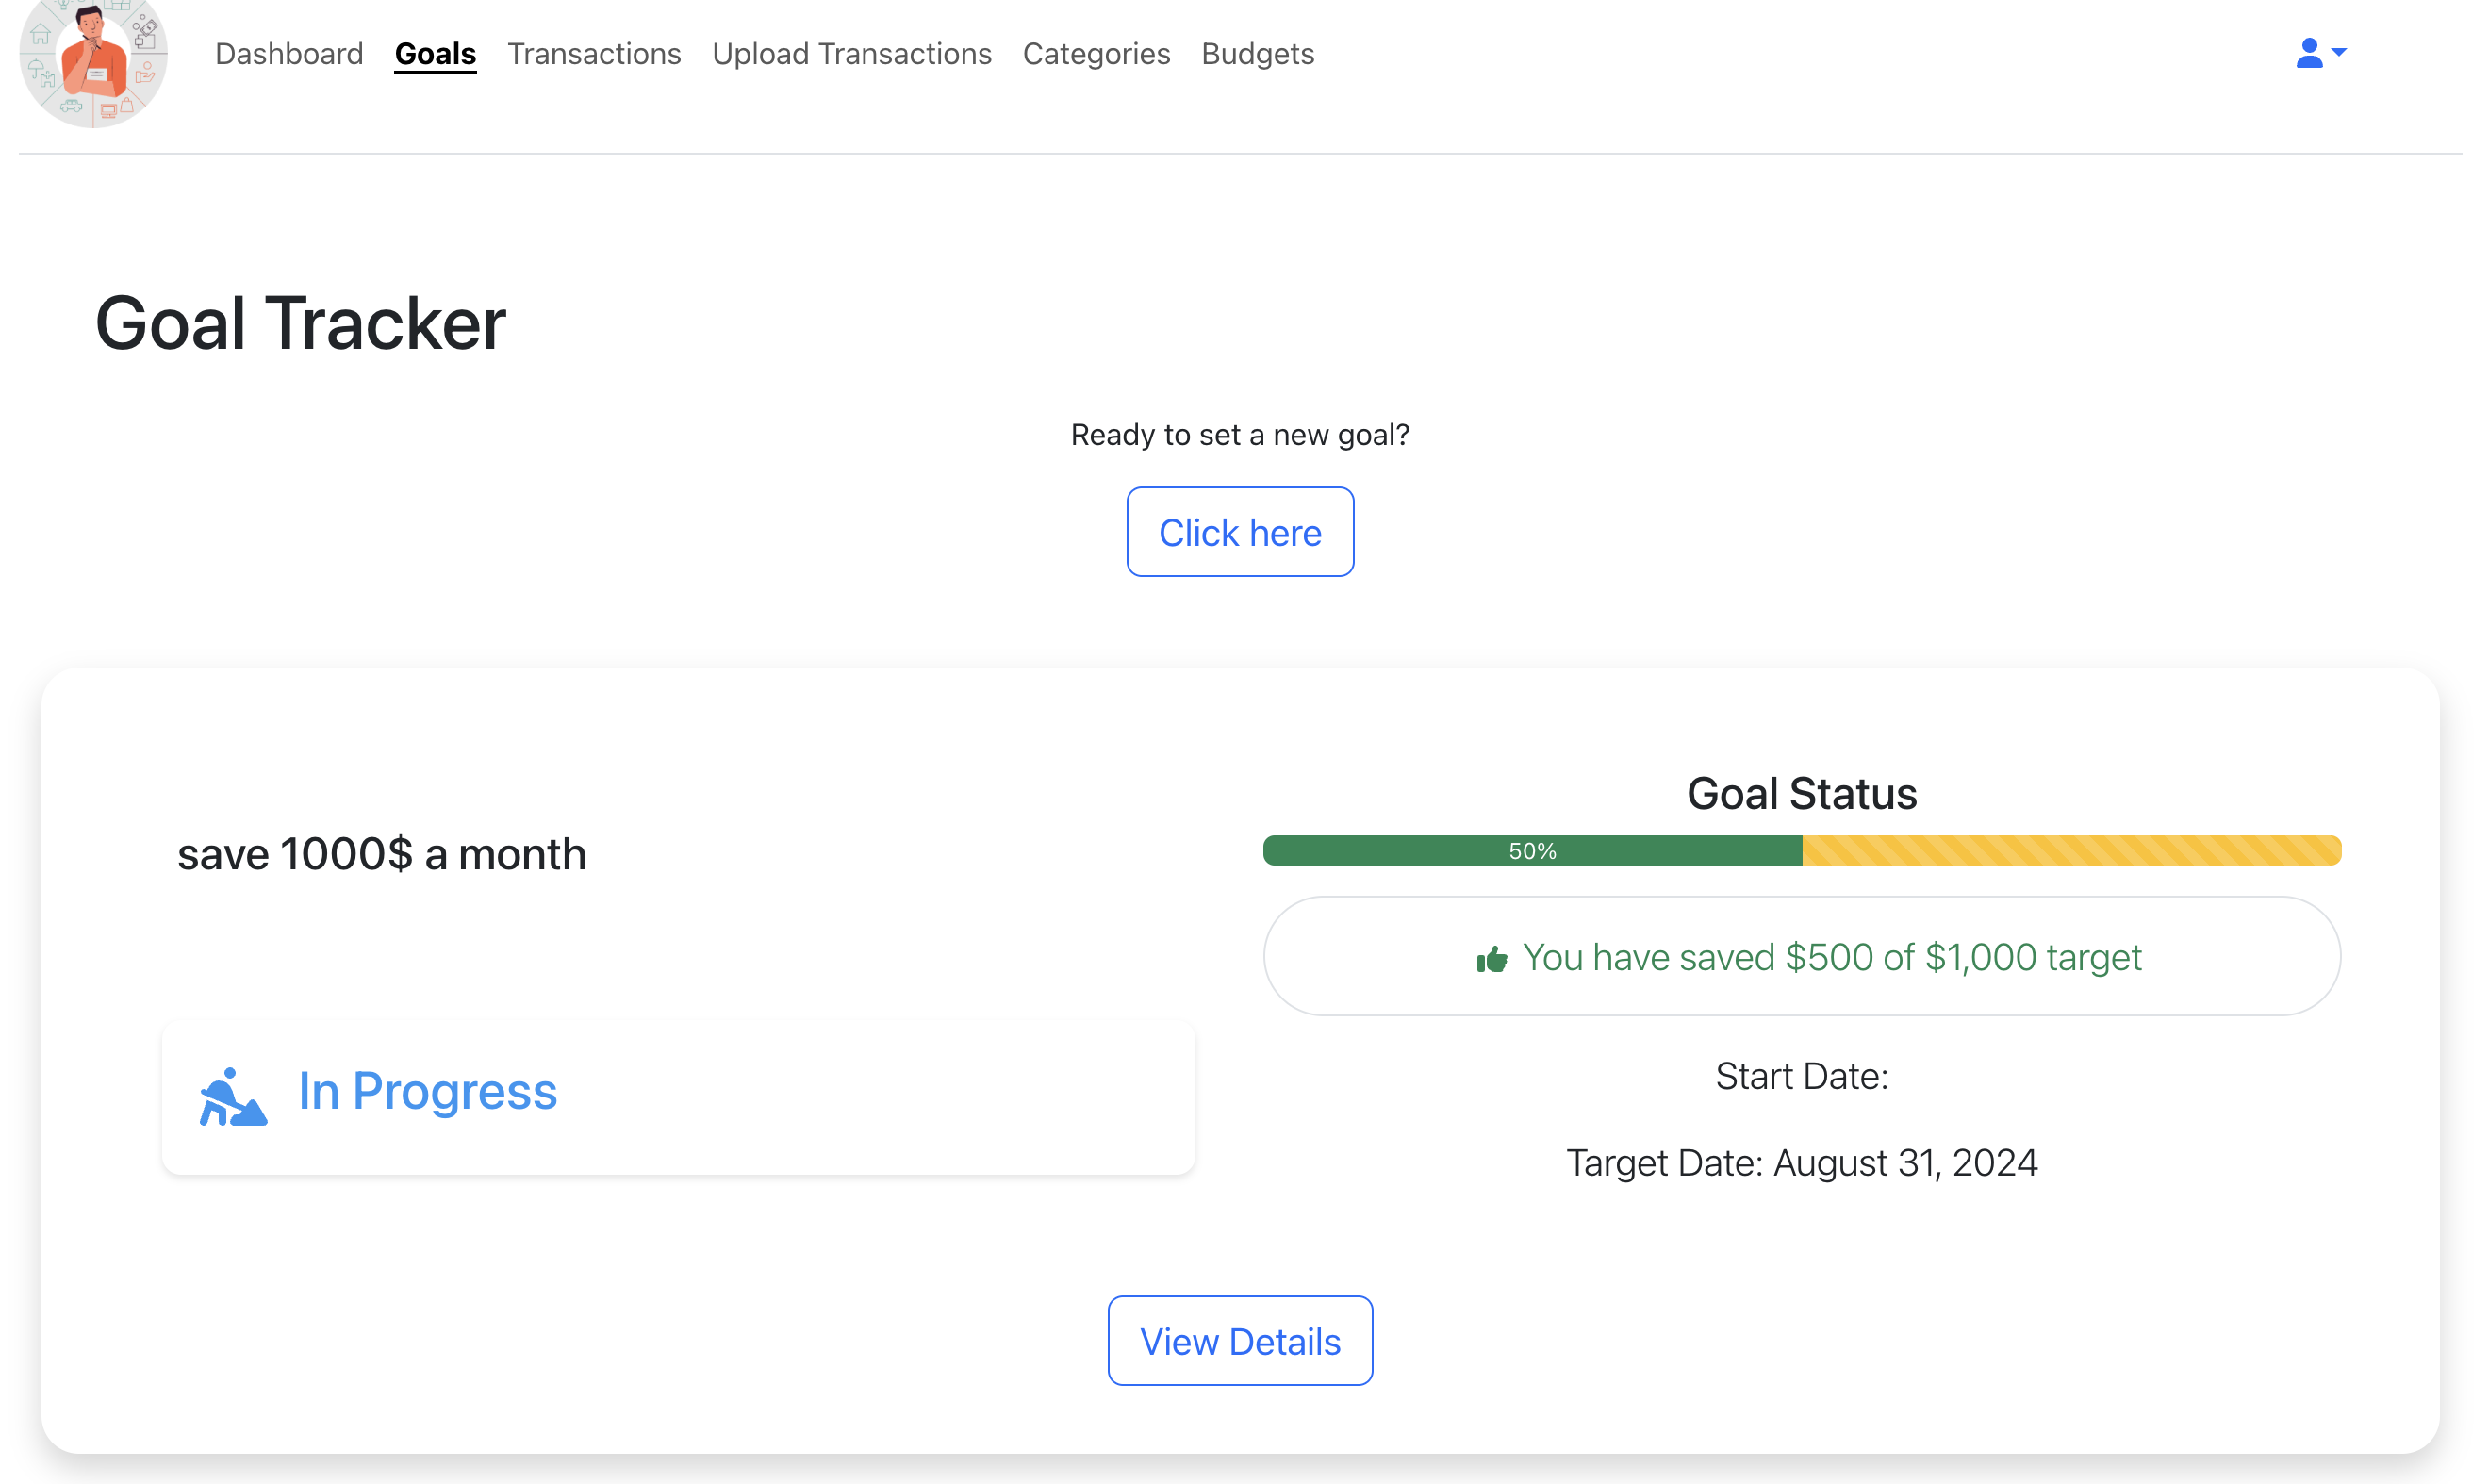 Dashboard Goals Transactions Upload Transactions Categories Budgets
Goal Tracker
Ready to set a new goal?
Click here
save 1000$ a month
In Progress
Goal Status
50%
You have saved $500 of $1,000 target
Start Date:
Target Date: August 31, 2024
View Details